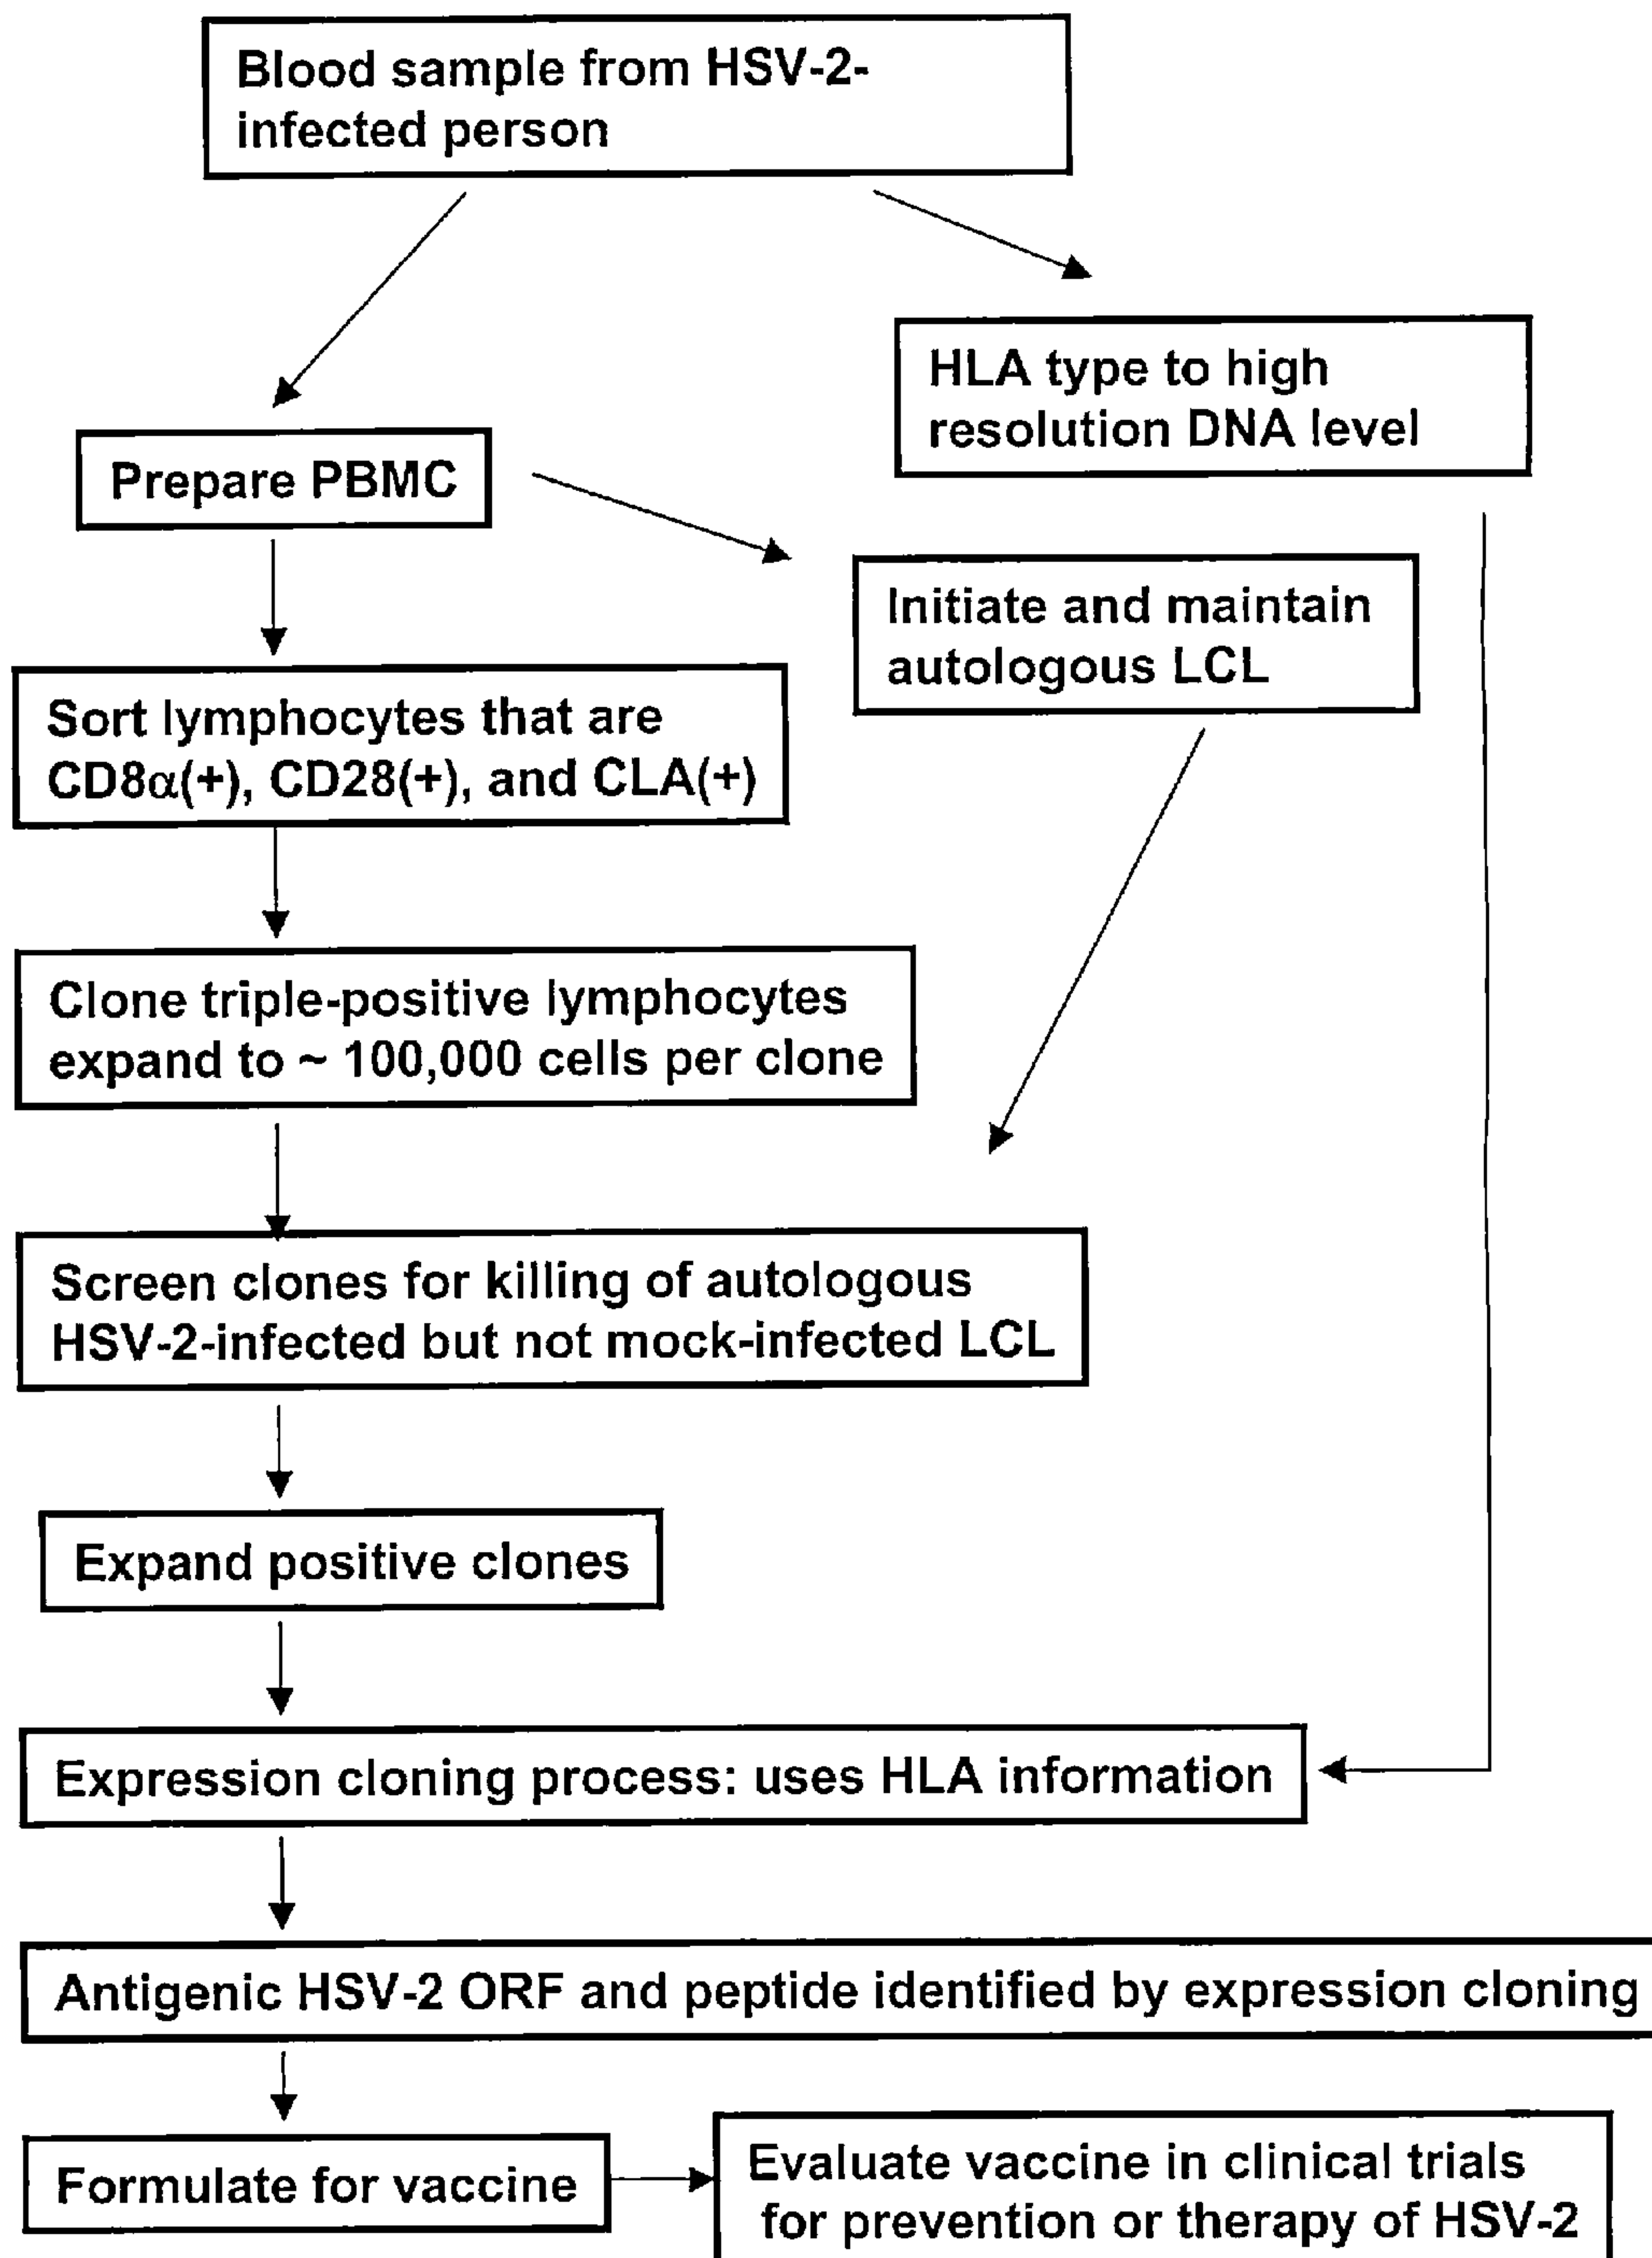 Blood sample from HSV-2-
infected person
HLA type to high
resolution DNA level
Prepare PBMC
Initiate and maintain
autologous LCL
Sort lymphocytes that are
CD8α(+), CD28(+), and CLA(+)
Clone triple-positive lymphocytes
expand to ~ 100,000 cells per clone
Screen clones for killing of autologous
HSV-2-infected but not mock-infected LCL
Expand positive clones
Expression cloning process: uses HLA information
Antigenic HSV-2 ORF and peptide identified by expression cloning
Formulate for vaccine
Evaluate vaccine in clinical trials
for prevention or therapy of HSV-2